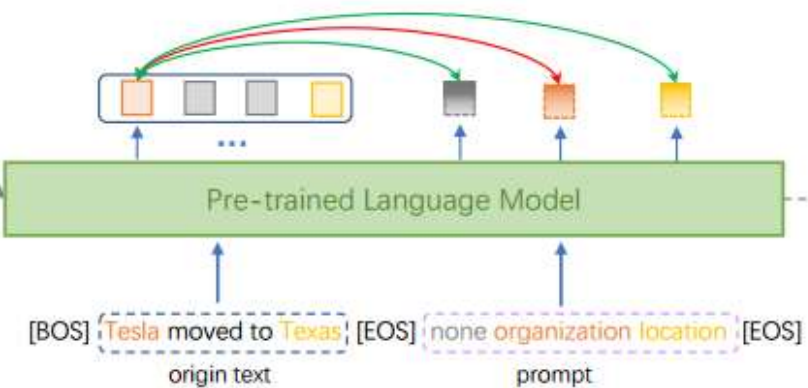 ...
Pre-trained Language Model
[BOS] Tesla moved to Texas [EOS] none organization location [EOS]
origin text prompt